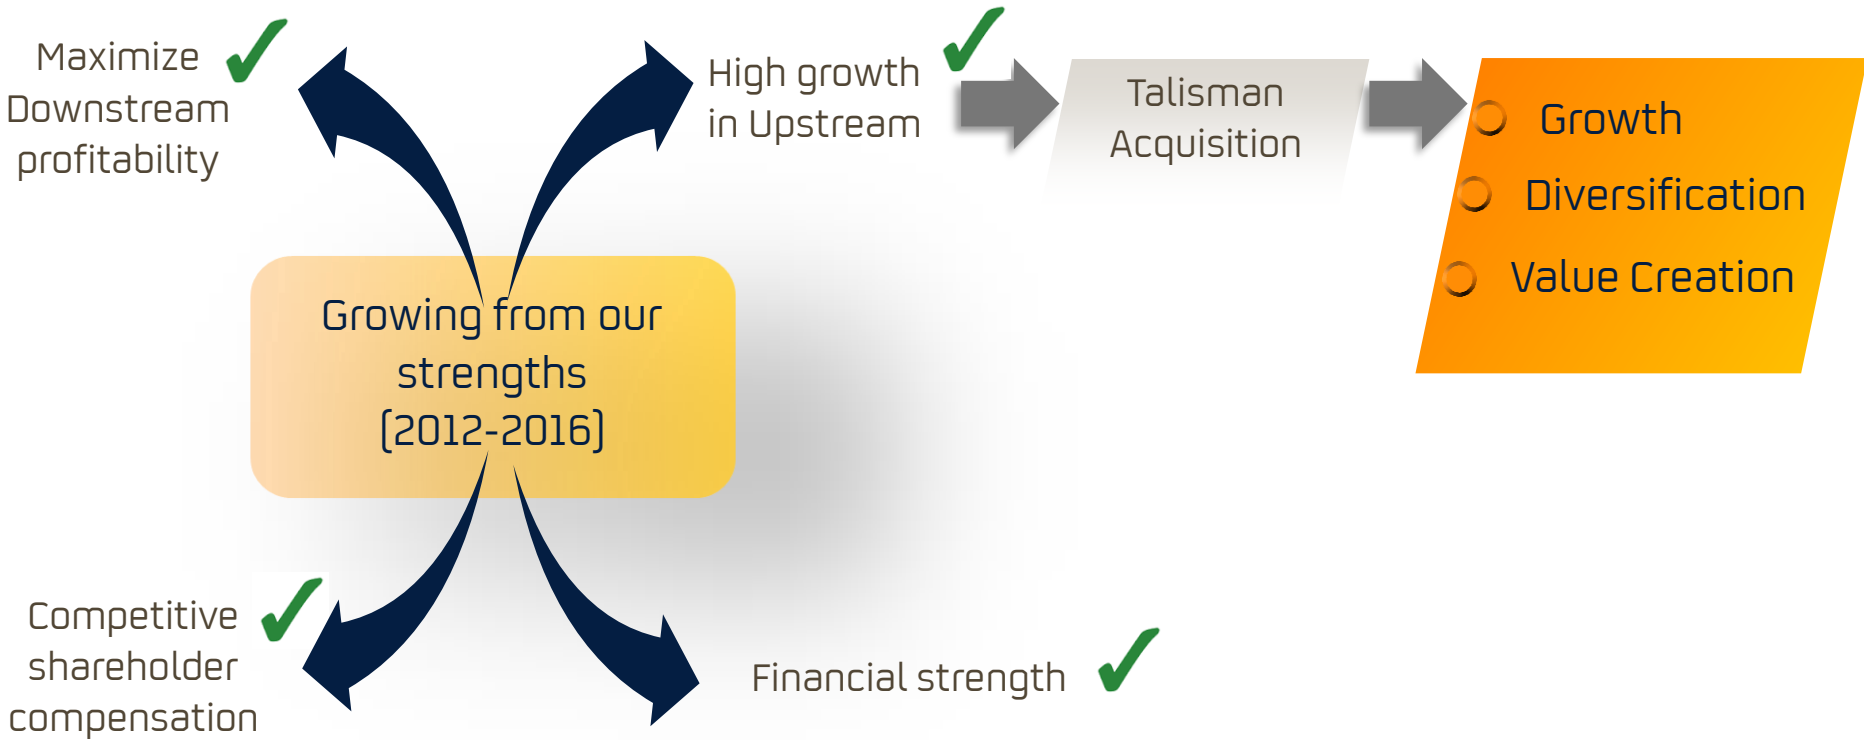 Maximize
Downstream
profitability
High growth
in Upstream
Talisman
Acquisition
Growth
Diversification
Value Creation
Growing from our
strengths
(2012-2016)
Competitive
shareholder
compensation
Financial strength